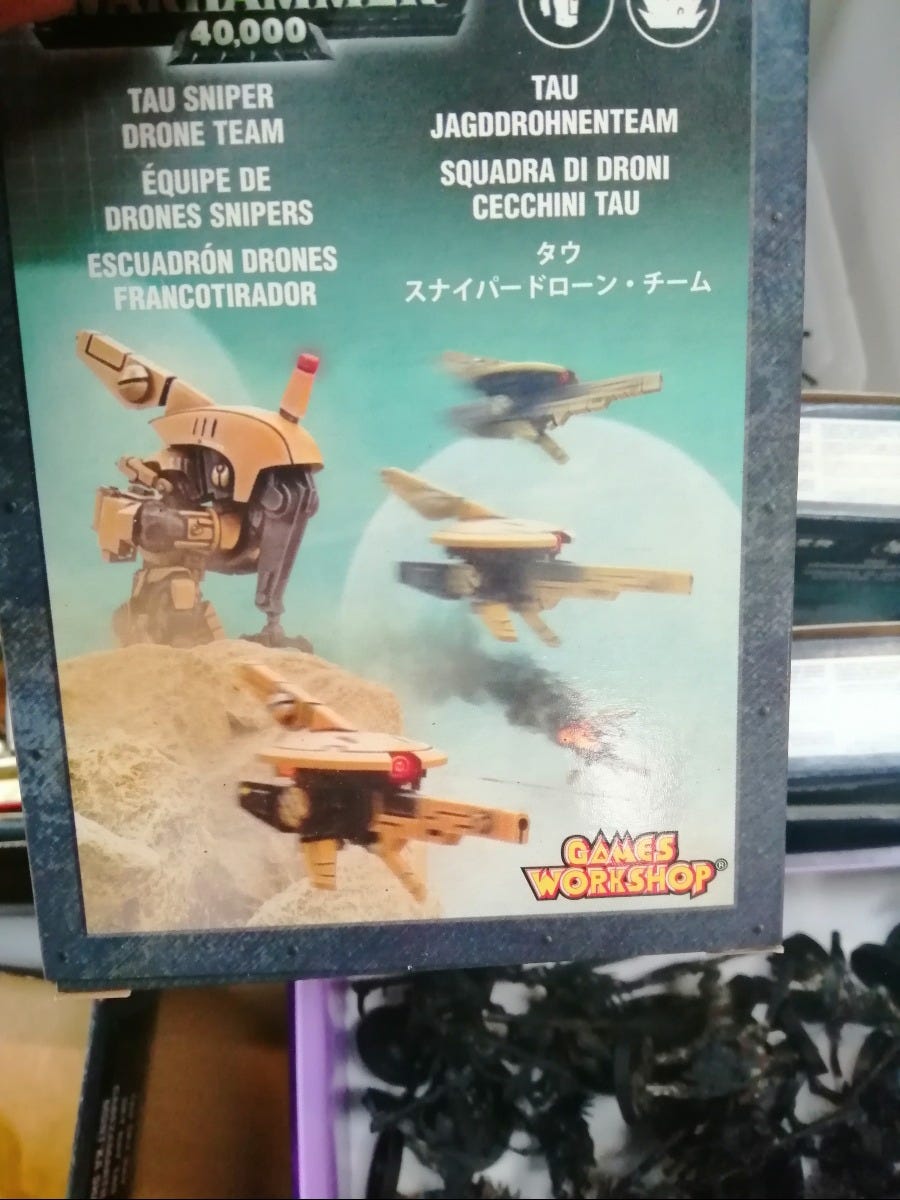 WARHAMMER
40,000
TAU SNIPER
DRONE TEAM
ÉQUIPE DE
DRONES SNIPERS
ESCUADRÓN DRONES
FRANCOTIRADOR
TAU
JAGDDROHNENTEAM
SQUADRA DI DRONI
CECCHINI TAU
タウ
スナイパードローン・チーム
GAMES
WORKSHOP®